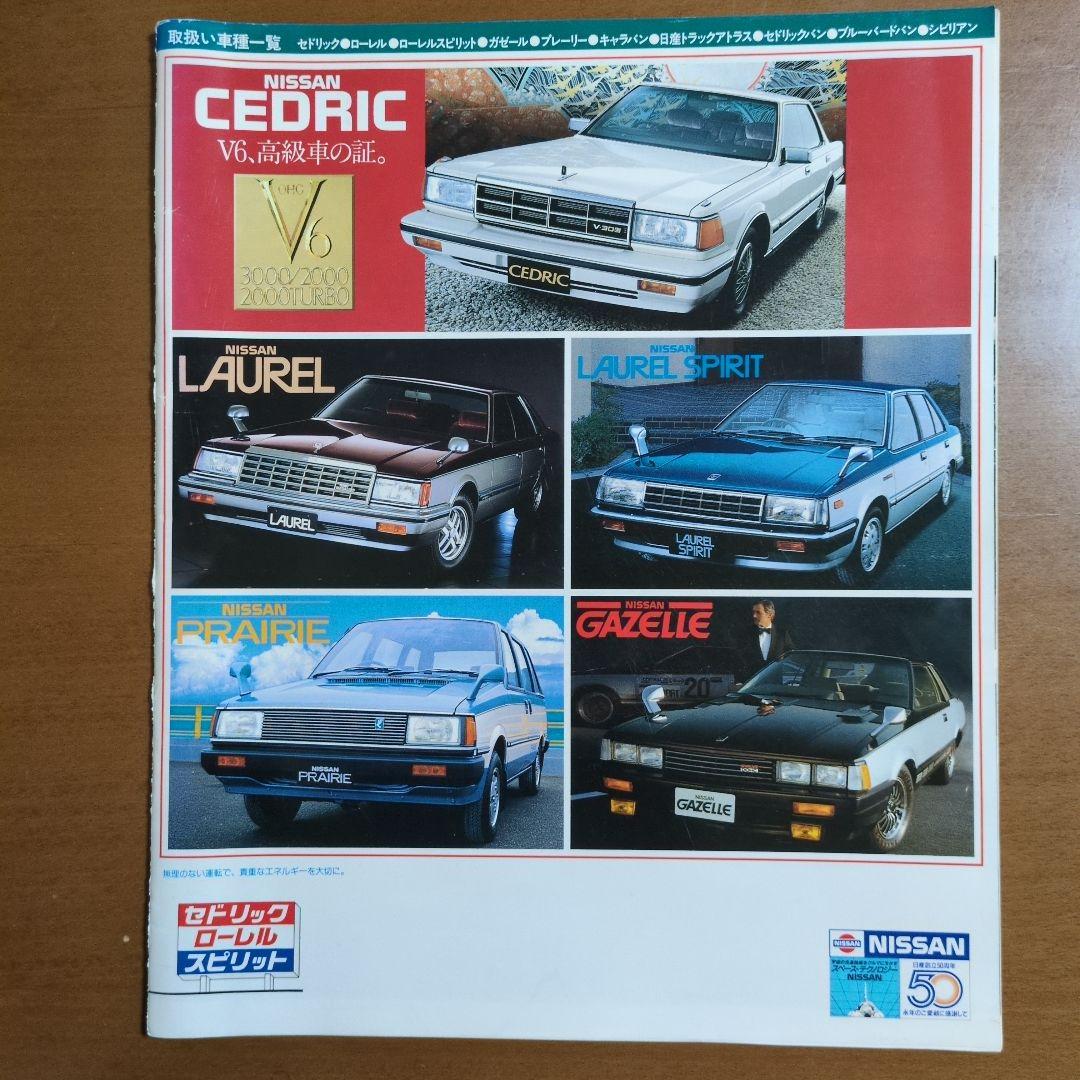 取扱い車種一覧 セドリック●ローレル●ローレルスピリット●ガゼール●プレーリー●キャラバン●日産トラックアトラス●セドリックバン●ブルーバードバン●シビリアン
NISSAN
CEDRIC
V6、高級車の証。
OHC
V6
3000/2000
2000TURBO
V·30E
CEDRIC
NISSAN
LAUREL
LAUREL
NISSAN
LAUREL SPIRIT
LAUREL
SPIRIT
NISSAN
PRAIRIE
NISSAN
PRAIRIE
NISSAN
GAZELLE
20
NISSAN
GAZELLE
無理のない運転で、貴重なエネルギーを大切に。
セドリック
ローレル
スピリット
NISSAN
NISSAN
スペース・テクノロジー
NISSAN
日産創立50周年
50
永年のご愛顧に感謝して